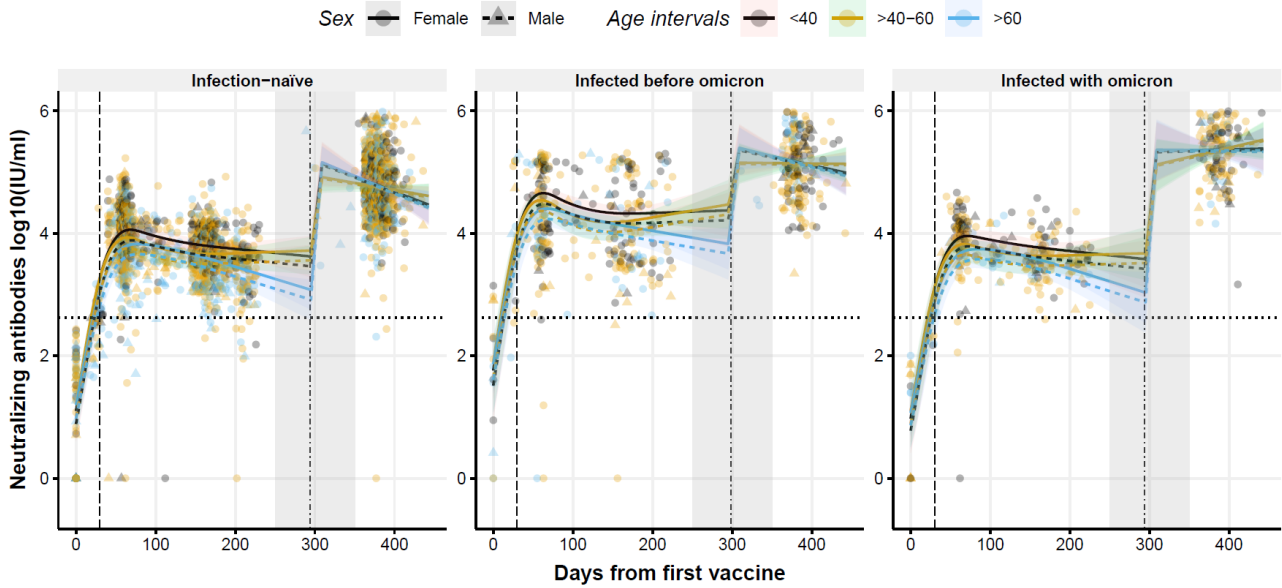 Sex Female Male Age intervals <40 >40−60 >60
Infection−naïve Infected before omicron Infected with omicron
Neutralizing antibodies log10(IU/ml)
6 6 6
4 4 4
2 2 2
0 0 0
0 100 200 300 400 0 100 200 300 400 0 100 200 300 400
Days from first vaccine